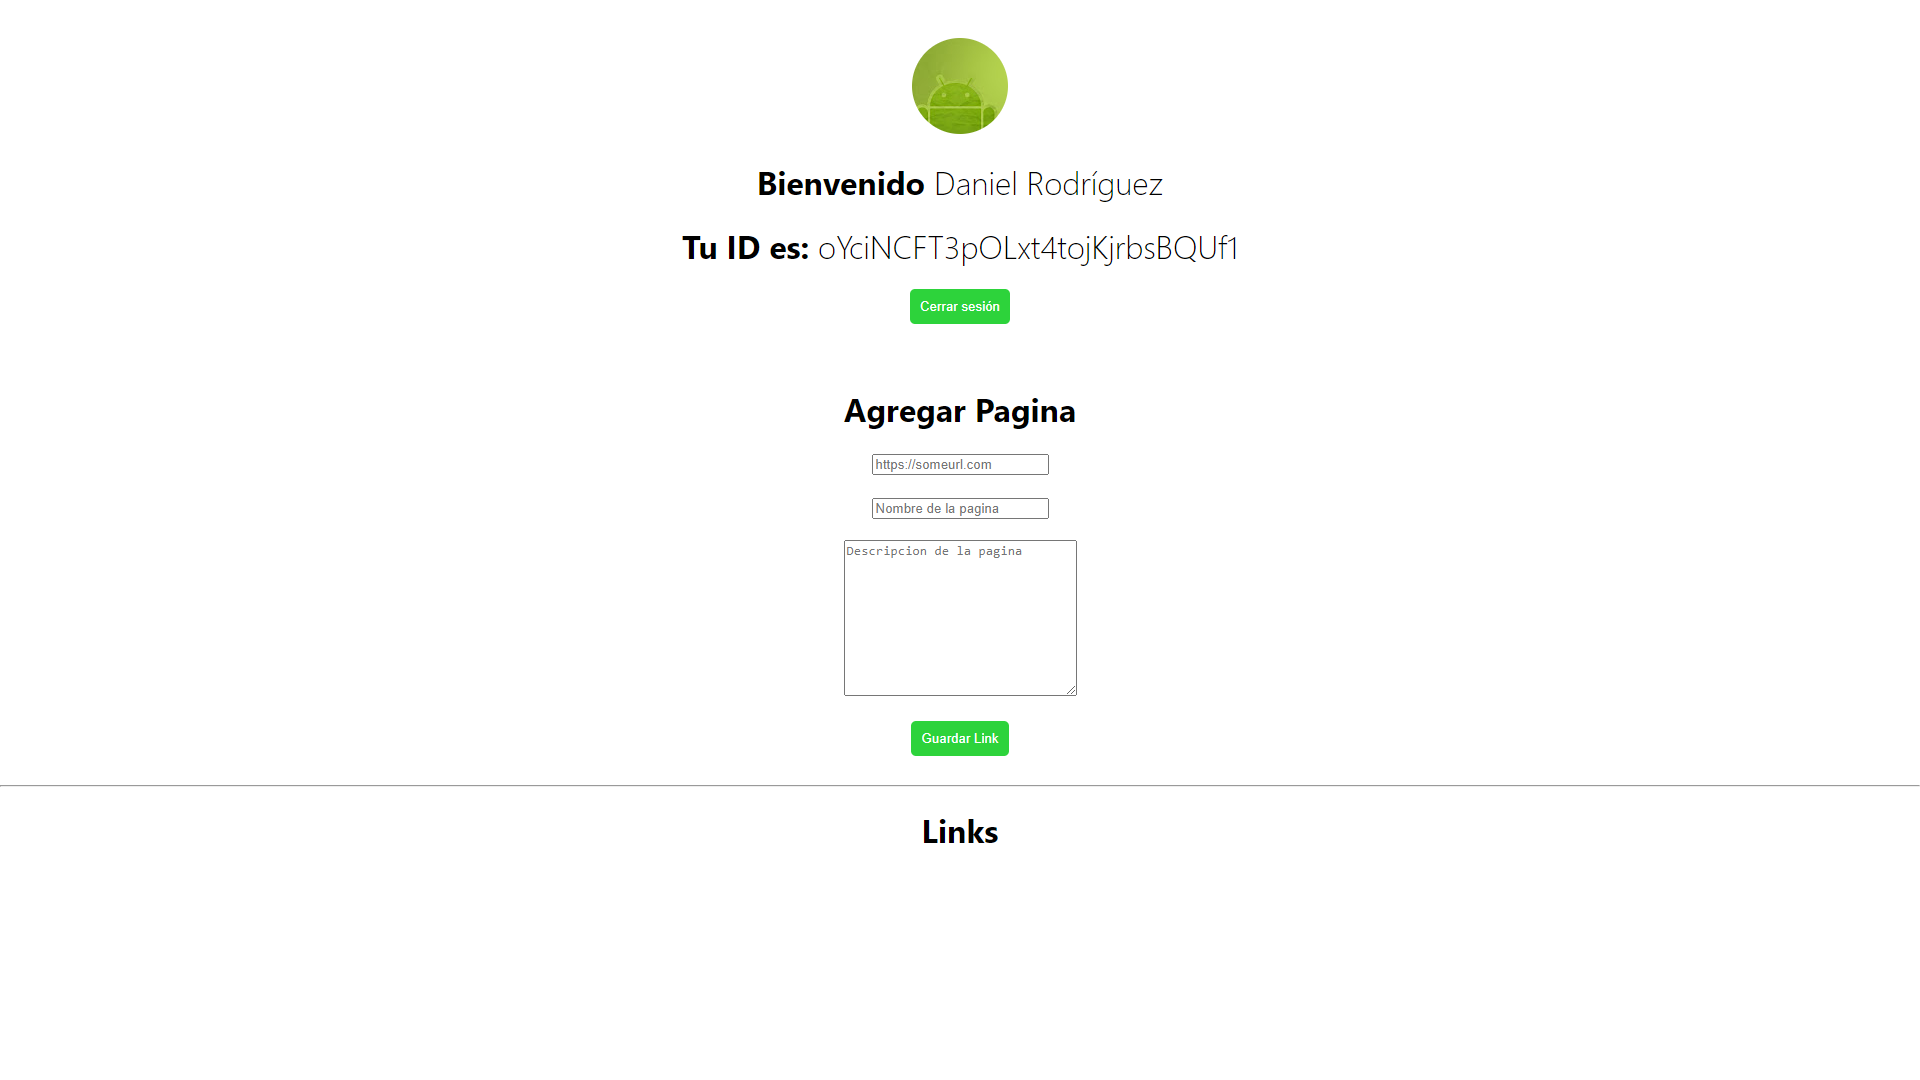 Bienvenido Daniel Rodríguez
Tu ID es: oYciNCFT3pOLxt4tojKjrbsBQUf1
Cerrar sesión
Agregar Pagina
https://someurl.com
Nombre de la pagina
Descripcion de la pagina
Guardar Link
Links